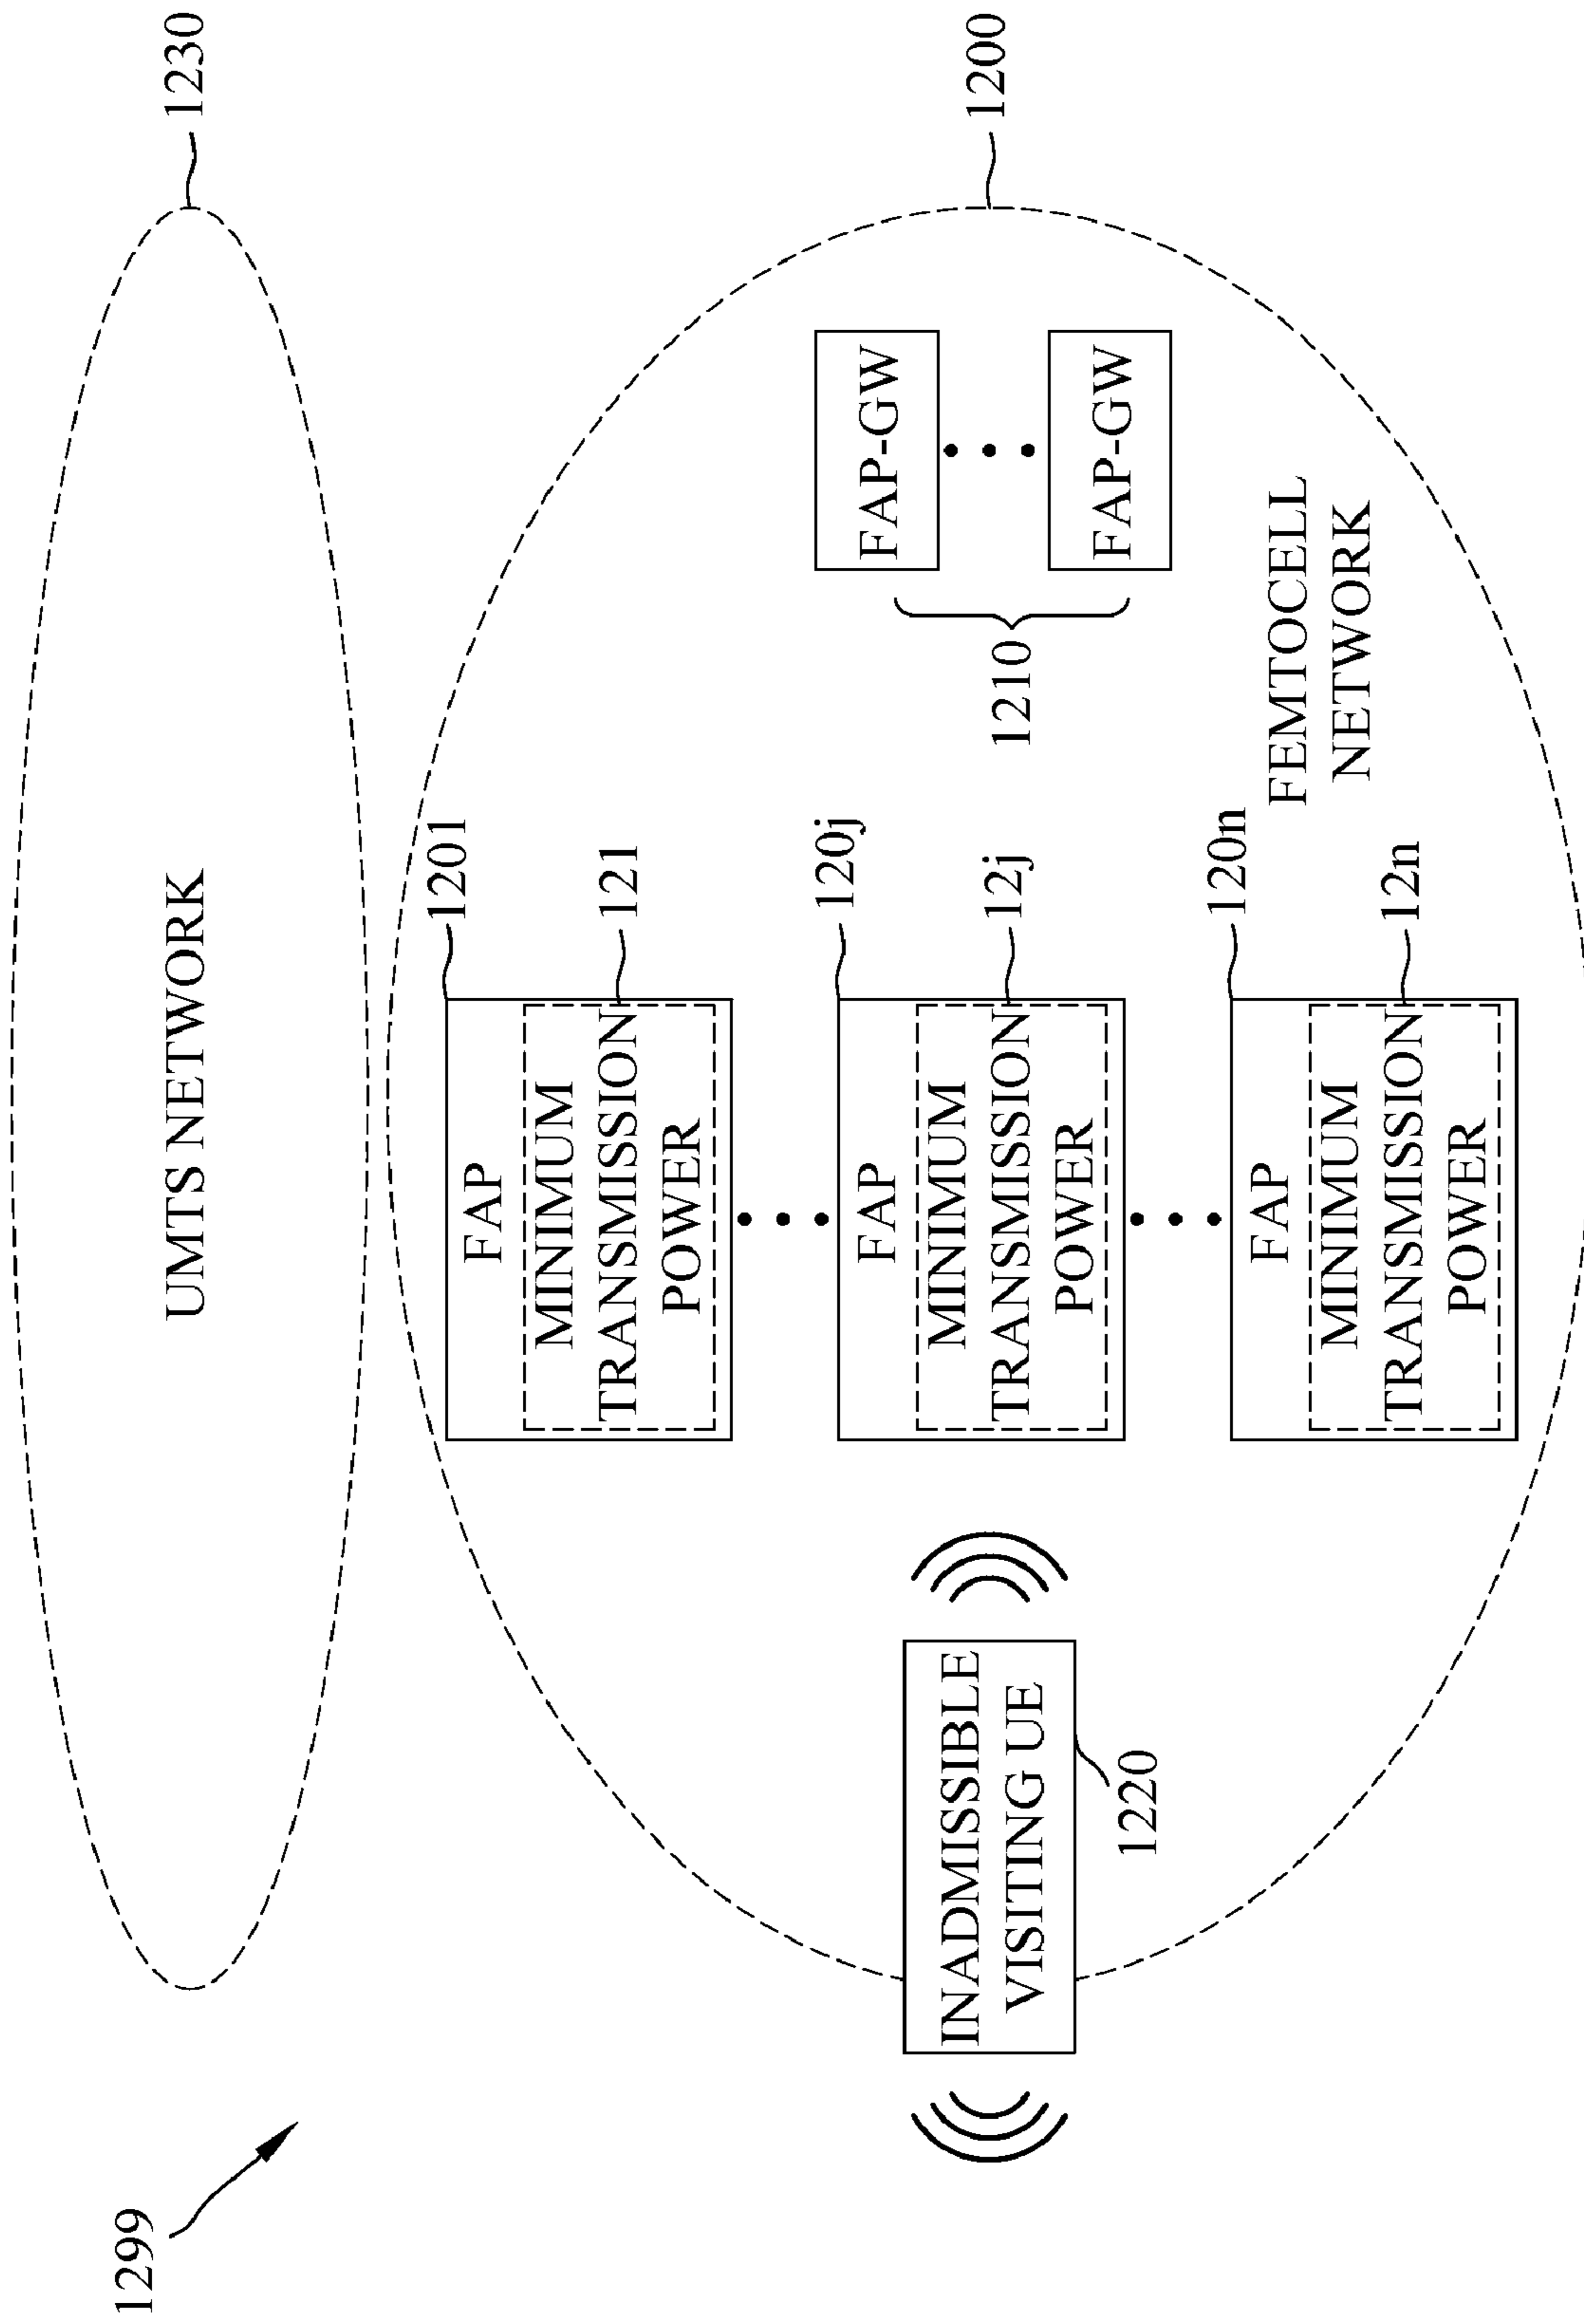 1299
UMTS NETWORK
1230
1201
FAP
121
MINIMUM
TRANSMISSION
POWER
120j
FAP
12j
MINIMUM
TRANSMISSION
POWER
120n
FAP
12n
MINIMUM
TRANSMISSION
POWER
INADMISSIBLE
VISITING UE
1220
FAP-GW
FAP-GW
1210
FEMTOCELL
NETWORK
1200